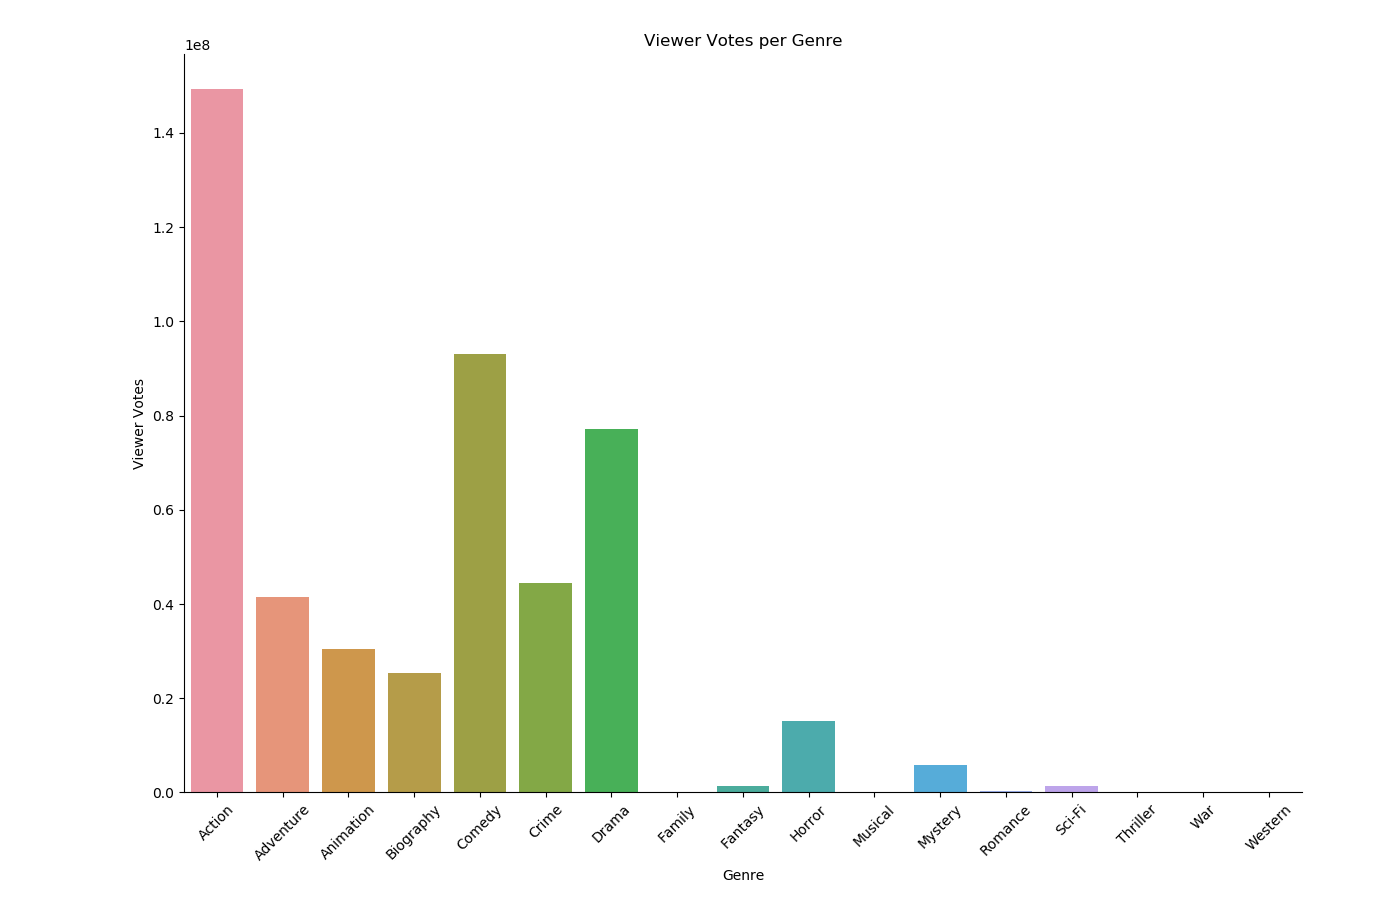 Viewer Votes per Genre
1e8
1.4
1.2
1.0
0.8
0.6
0.4
0.2
0.0
Viewer Votes
Action
Adventure
Animation
Biography
Comedy
Crime
Drama
Family
Fantasy
Horror
Musical
Mystery
Romance
Sci-Fi
Thriller
War
Western
Genre